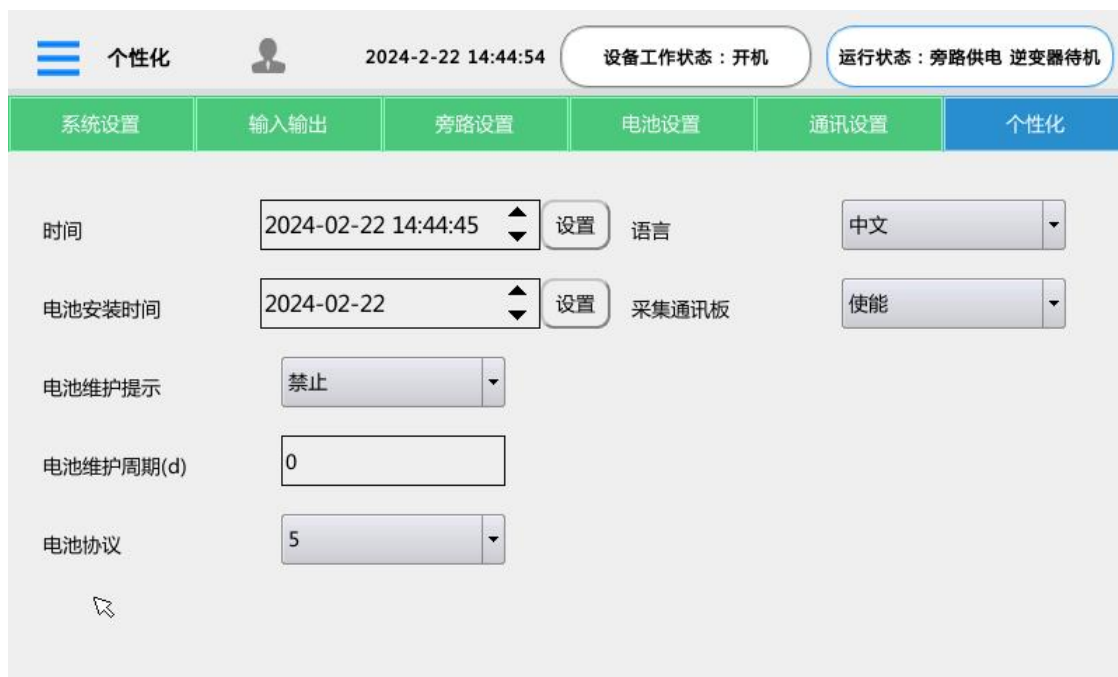 个性化 2024-2-22 14:44:54 设备工作状态：开机 运行状态：旁路供电 逆变器待机
系统设置 输入输出 旁路设置 电池设置 通讯设置 个性化
时间 2024-02-22 14:44:45 设置 语言 中文
电池安装时间 2024-02-22 设置 采集通讯板 使能
电池维护提示 禁止
电池维护周期(d) 0
电池协议 5